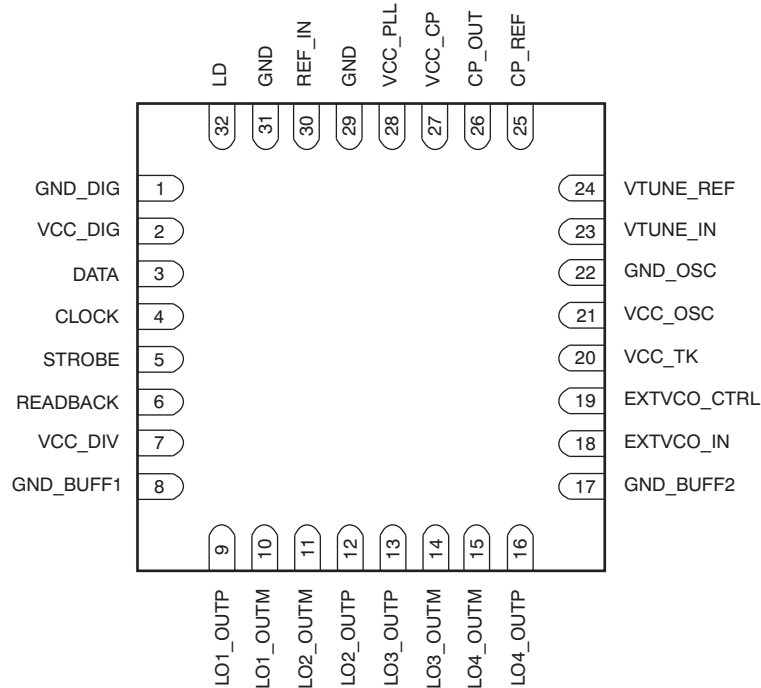 LD
GND
REF_IN
GND
VCC_PLL
VCC_CP
CP_OUT
CP_REF
32
31
30
29
28
27
26
25
GND_DIG 1
24 VTUNE_REF
VCC_DIG 2
23 VTUNE_IN
DATA 3
22 GND_OSC
CLOCK 4
21 VCC_OSC
STROBE 5
20 VCC_TK
READBACK 6
19 EXTVCO_CTRL
VCC_DIV 7
18 EXTVCO_IN
GND_BUFF1 8
17 GND_BUFF2
9
10
11
12
13
14
15
16
LO1_OUTP
LO1_OUTM
LO2_OUTM
LO2_OUTP
LO3_OUTP
LO3_OUTM
LO4_OUTM
LO4_OUTP